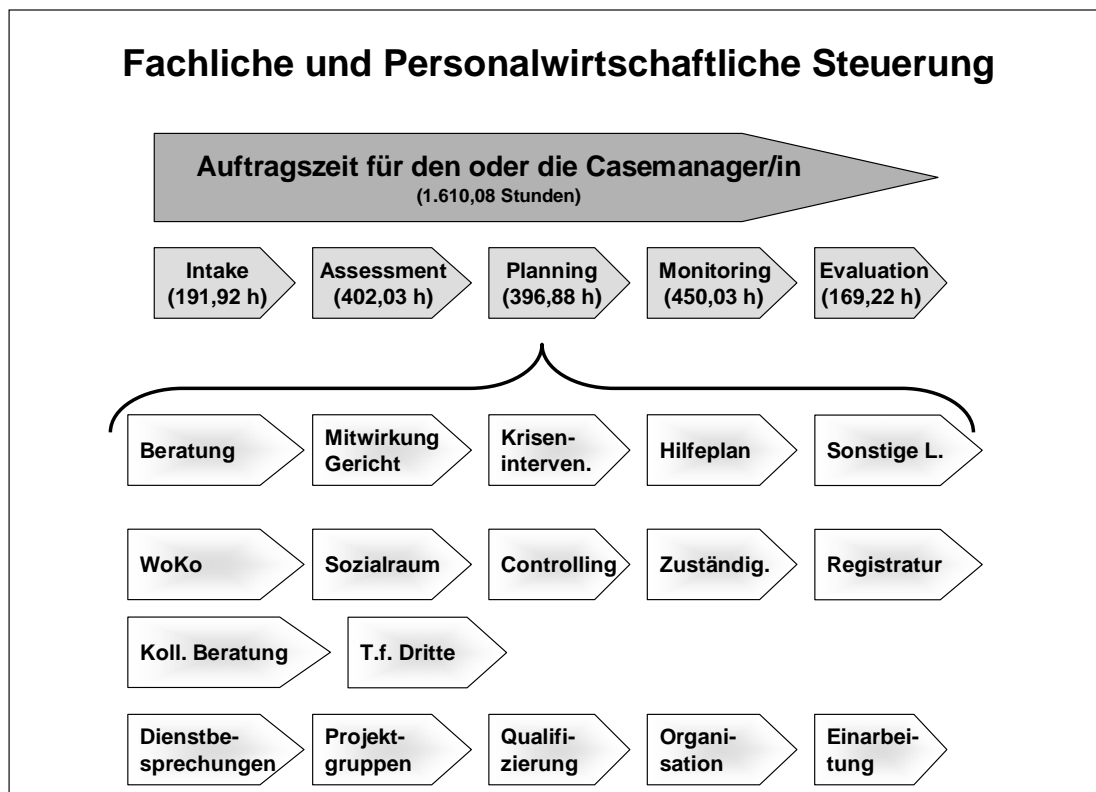 Fachliche und Personalwirtschaftliche Steuerung
Auftragszeit für den oder die Casemanager/in
(1.610,08 Stunden)
Intake
(191,92 h)
Assessment
(402,03 h)
Planning
(396,88 h)
Monitoring
(450,03 h)
Evaluation
(169,22 h)
Beratung
Mitwirkung
Gericht
Krisen-
interven.
Hilfeplan
Sonstige L.
WoKo
Sozialraum
Controlling
Zuständig.
Registratur
Koll. Beratung
T.f. Dritte
Dienstbe-
sprechungen
Projekt-
gruppen
Qualifi-
zierung
Organi-
sation
Einarbei-
tung